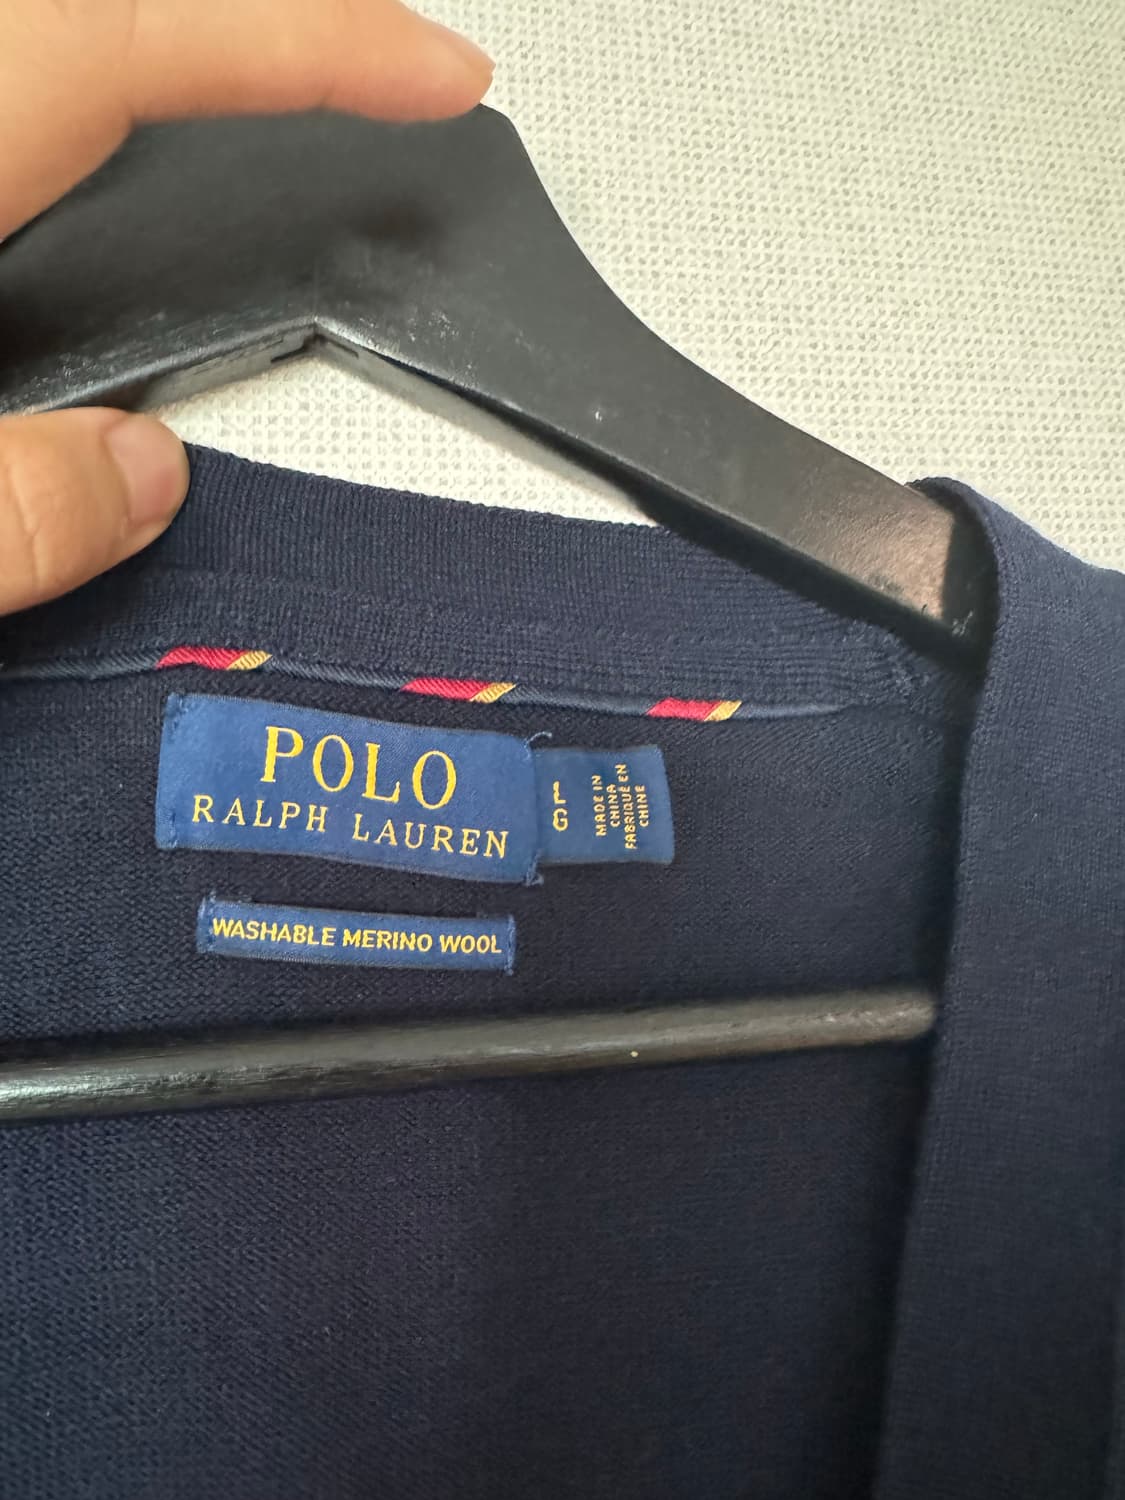 POLO
RALPH LAUREN
L
G
MADE IN
CHINA
FABRIQUÉ EN
CHINE
WASHABLE MERINO WOOL